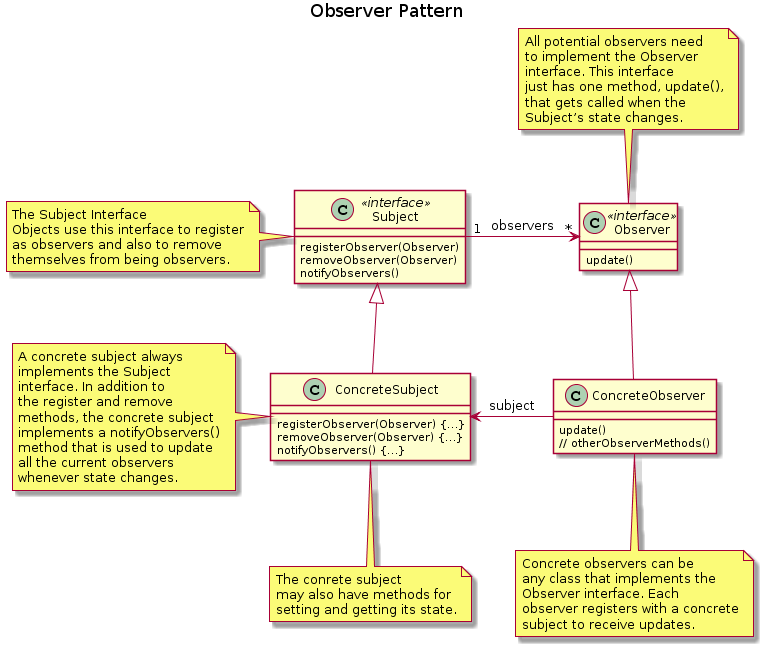 Observer Pattern
All potential observers need
to implement the Observer
interface. This interface
just has one method, update(),
that gets called when the
Subject's state changes.
The Subject Interface
Objects use this interface to register
as observers and also to remove
themselves from being observers.
C
«interface»
Subject
registerObserver(Observer)
removeObserver(Observer)
notifyObservers()
1 observers *
C
«interface»
Observer
update()
A concrete subject always
implements the Subject
interface. In addition to
the register and remove
methods, the concrete subject
implements a notifyObservers()
method that is used to update
all the current observers
whenever state changes.
C ConcreteSubject
registerObserver(Observer) {...}
removeObserver(Observer) {...}
notifyObservers() {...}
subject
C ConcreteObserver
update()
// otherObserverMethods()
The conrete subject
may also have methods for
setting and getting its state.
Concrete observers can be
any class that implements the
Observer interface. Each
observer registers with a concrete
subject to receive updates.